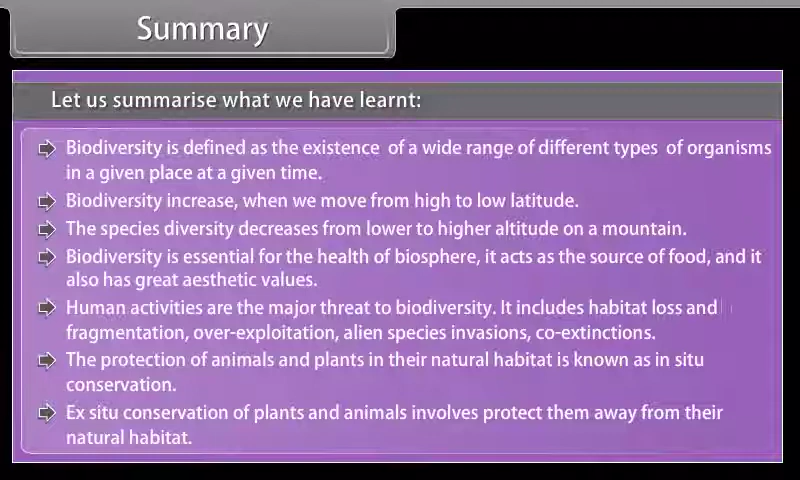 Summary
Let us summarise what we have learnt:
Biodiversity is defined as the existence of a wide range of different types of organisms
in a given place at a given time.
Biodiversity increase, when we move from high to low latitude.
The species diversity decreases from lower to higher altitude on a mountain.
Biodiversity is essential for the health of biosphere, it acts as the source of food, and it
also has great aesthetic values.
Human activities are the major threat to biodiversity. It includes habitat loss and
fragmentation, over-exploitation, alien species invasions, co-extinctions.
The protection of animals and plants in their natural habitat is known as in situ
conservation.
Ex situ conservation of plants and animals involves protect them away from their
natural habitat.